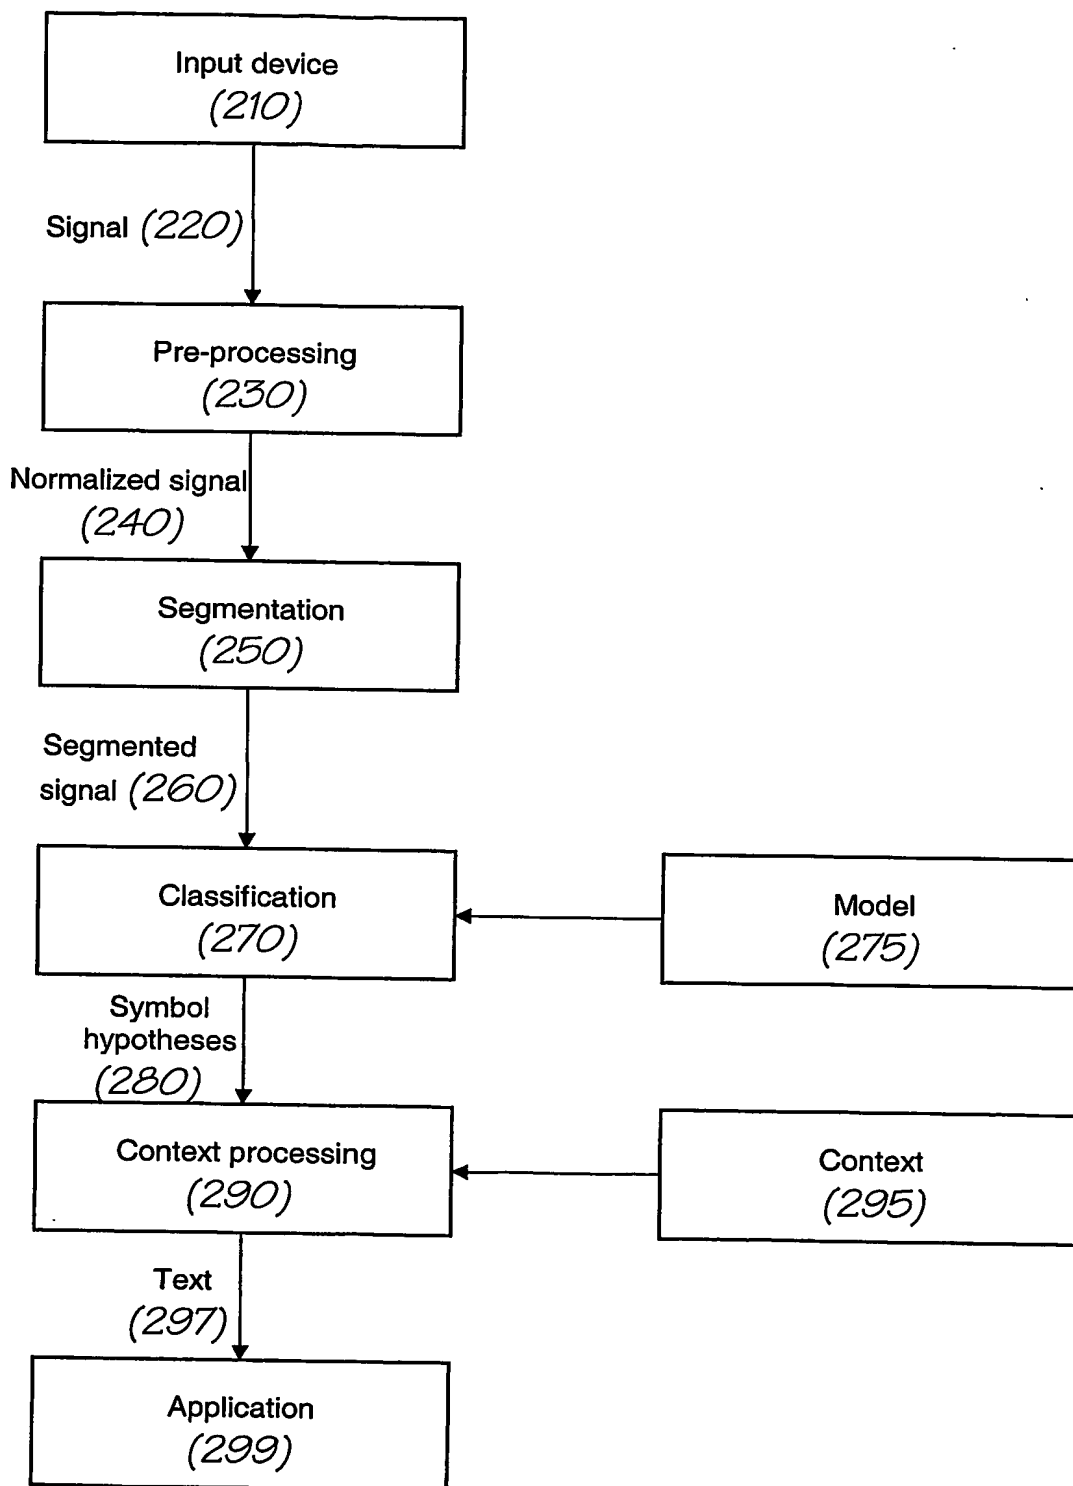 Input device
(210)
Signal (220)
Pre-processing
(230)
Normalized signal
(240)
Segmentation
(250)
Segmented
signal (260)
Classification
(270)
Model
(275)
Symbol
hypotheses
(280)
Context processing
(290)
Context
(295)
Text
(297)
Application
(299)